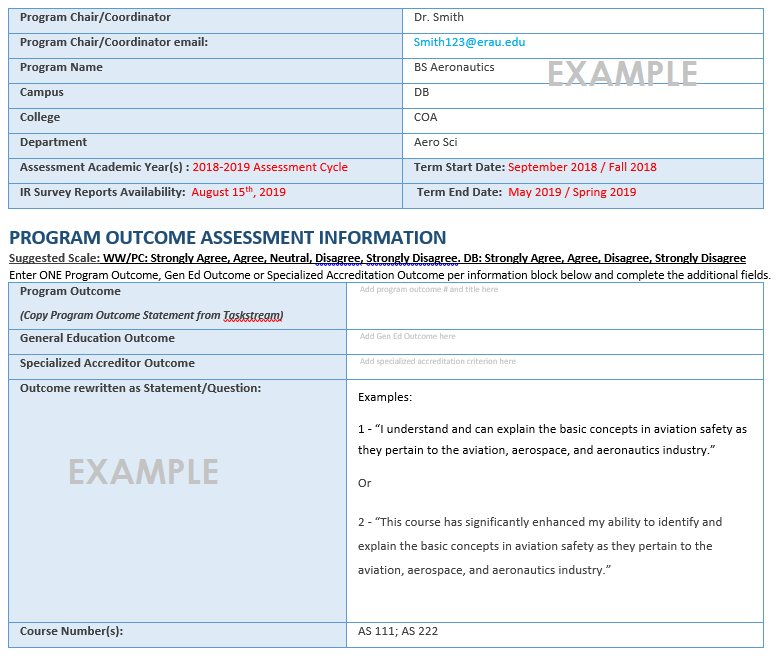 Program Chair/Coordinator Dr. Smith
Program Chair/Coordinator email: Smith123@erau.edu
Program Name BS Aeronautics
EXAMPLE
Campus DB
College COA
Department Aero Sci
Assessment Academic Year(s) : 2018-2019 Assessment Cycle Term Start Date: September 2018 / Fall 2018
IR Survey Reports Availability: August 15th, 2019 Term End Date: May 2019 / Spring 2019
PROGRAM OUTCOME ASSESSMENT INFORMATION
Suggested Scale: WW/PC: Strongly Agree, Agree, Neutral, Disagree, Strongly Disagree. DB: Strongly Agree, Agree, Disagree, Strongly Disagree
Enter ONE Program Outcome, Gen Ed Outcome or Specialized Accreditation Outcome per information block below and complete the additional fields.
Program Outcome Add program outcome # and title here
(Copy Program Outcome Statement from Taskstream)
General Education Outcome Add Gen Ed Outcome here
Specialized Accreditor Outcome Add specialized accreditation criterion here
Outcome rewritten as Statement/Question:
EXAMPLE
Examples:
1 - “I understand and can explain the basic concepts in aviation safety as
they pertain to the aviation, aerospace, and aeronautics industry.”
Or
2 - “This course has significantly enhanced my ability to identify and
explain the basic concepts in aviation safety as they pertain to the
aviation, aerospace, and aeronautics industry.”
Course Number(s): AS 111; AS 222